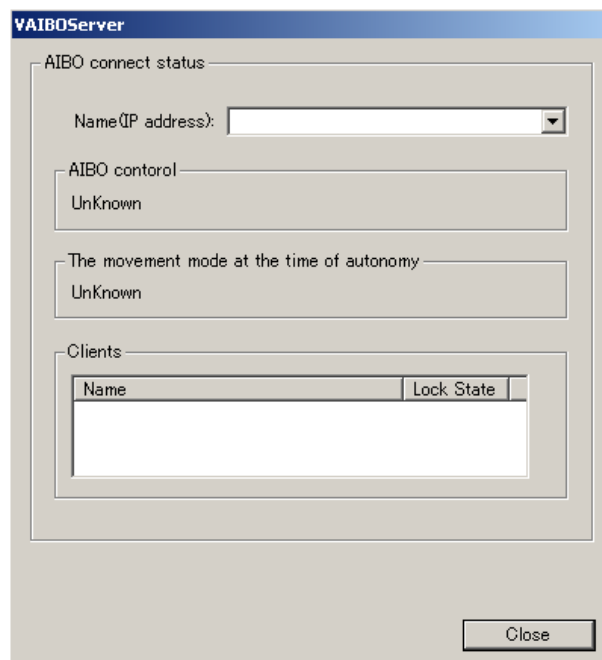 VAIBOServer
AIBO connect status
Name(IP address):
AIBO contorol
UnKnown
The movement mode at the time of autonomy
UnKnown
Clients
Name Lock State
Close